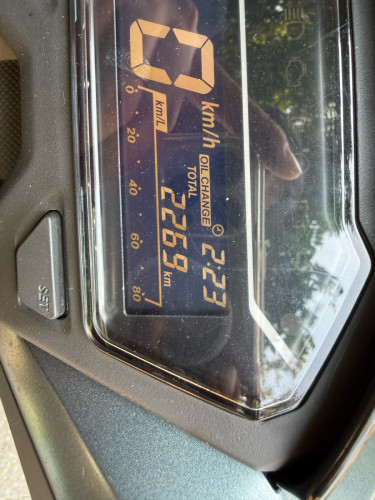 0 km/h
OIL CHANGE 2:23
TOTAL
2269 km
km/L
0 20 40 60 80
SET